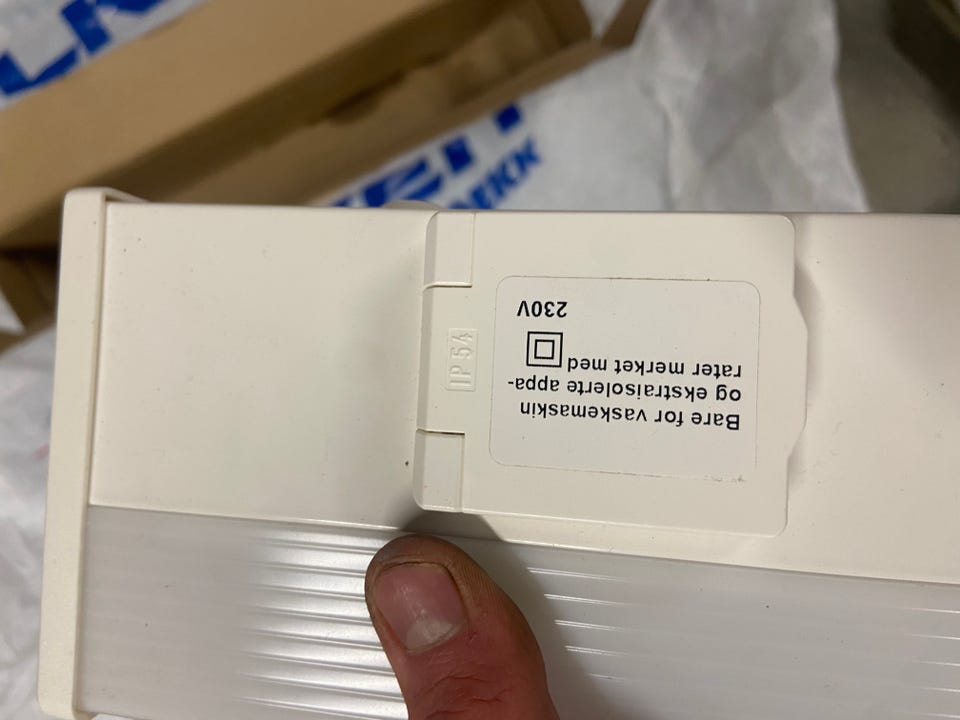 Bare for vaskemaskin
og ekstraisolerte appa-
rater merket med
230V
IP 54